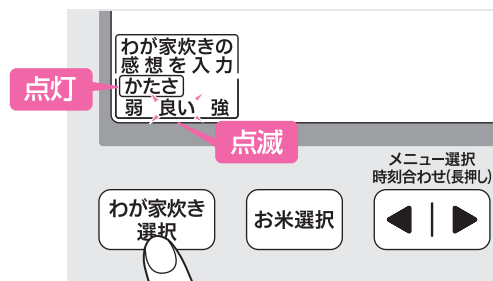 わが家炊きの
感想を入力
かたさ
弱 良い 強
点灯
点滅
メニュー選択
時刻合わせ(長押し)
わが家炊き
選択
お米選択